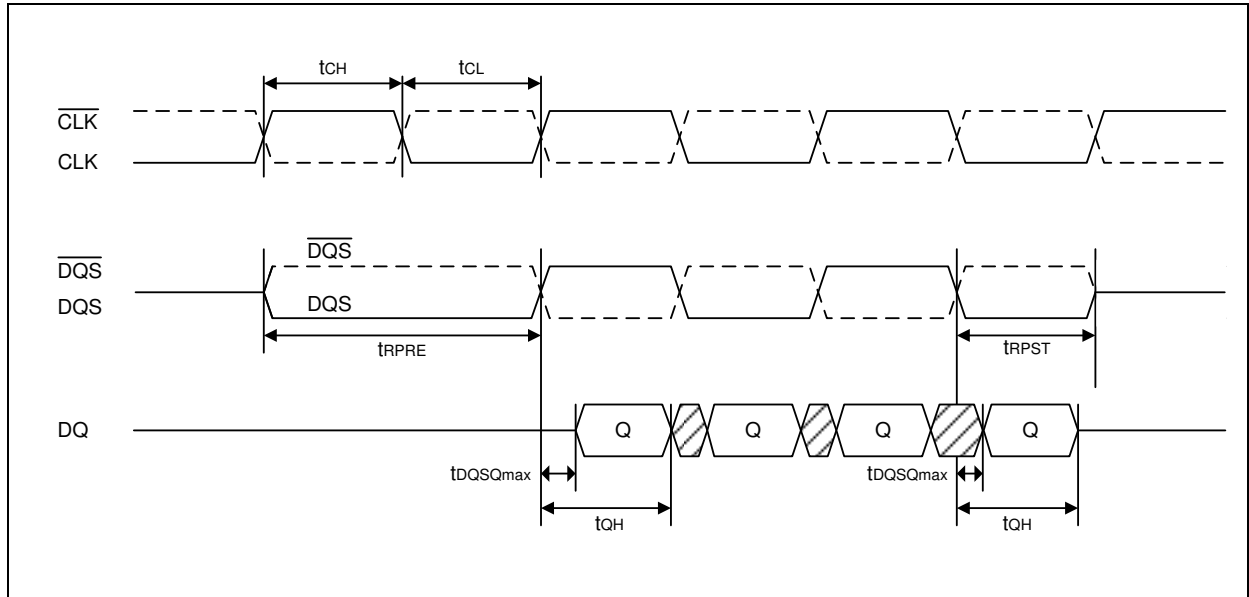 tCH
tCL
CLK
CLK
DQS
DQS
DQS
DQS
tRPRE
tRPST
DQ
Q
Q
Q
Q
tDQSQmax
tDQSQmax
tQH
tQH